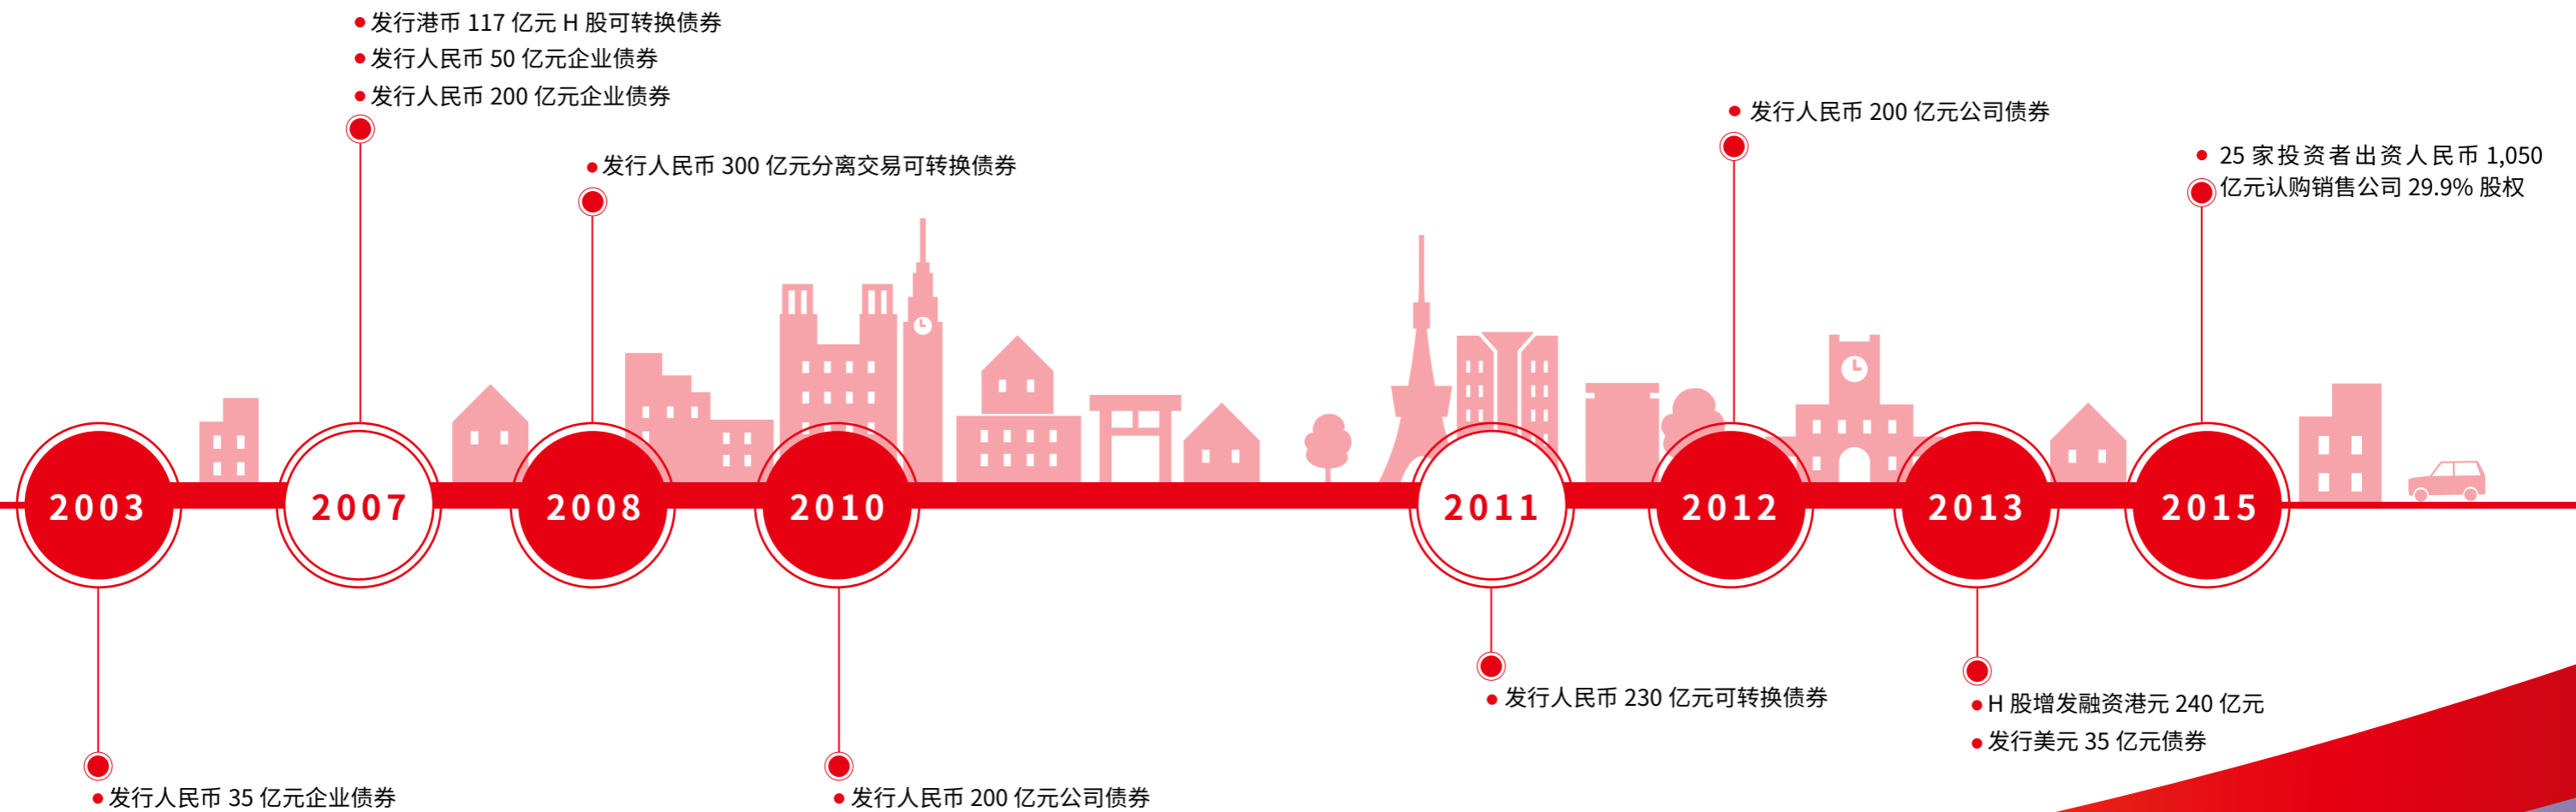 2003
发行人民币 35 亿元企业债券
2007
发行港币 117 亿元 H 股可转换债券
发行人民币 50 亿元企业债券
发行人民币 200 亿元企业债券
2008
发行人民币 300 亿元分离交易可转换债券
2010
发行人民币 200 亿元公司债券
2011
发行人民币 230 亿元可转换债券
2012
发行人民币 200 亿元公司债券
2013
H 股增发融资港元 240 亿元
发行美元 35 亿元债券
2015
25 家投资者出资人民币 1,050
亿元认购销售公司 29.9% 股权